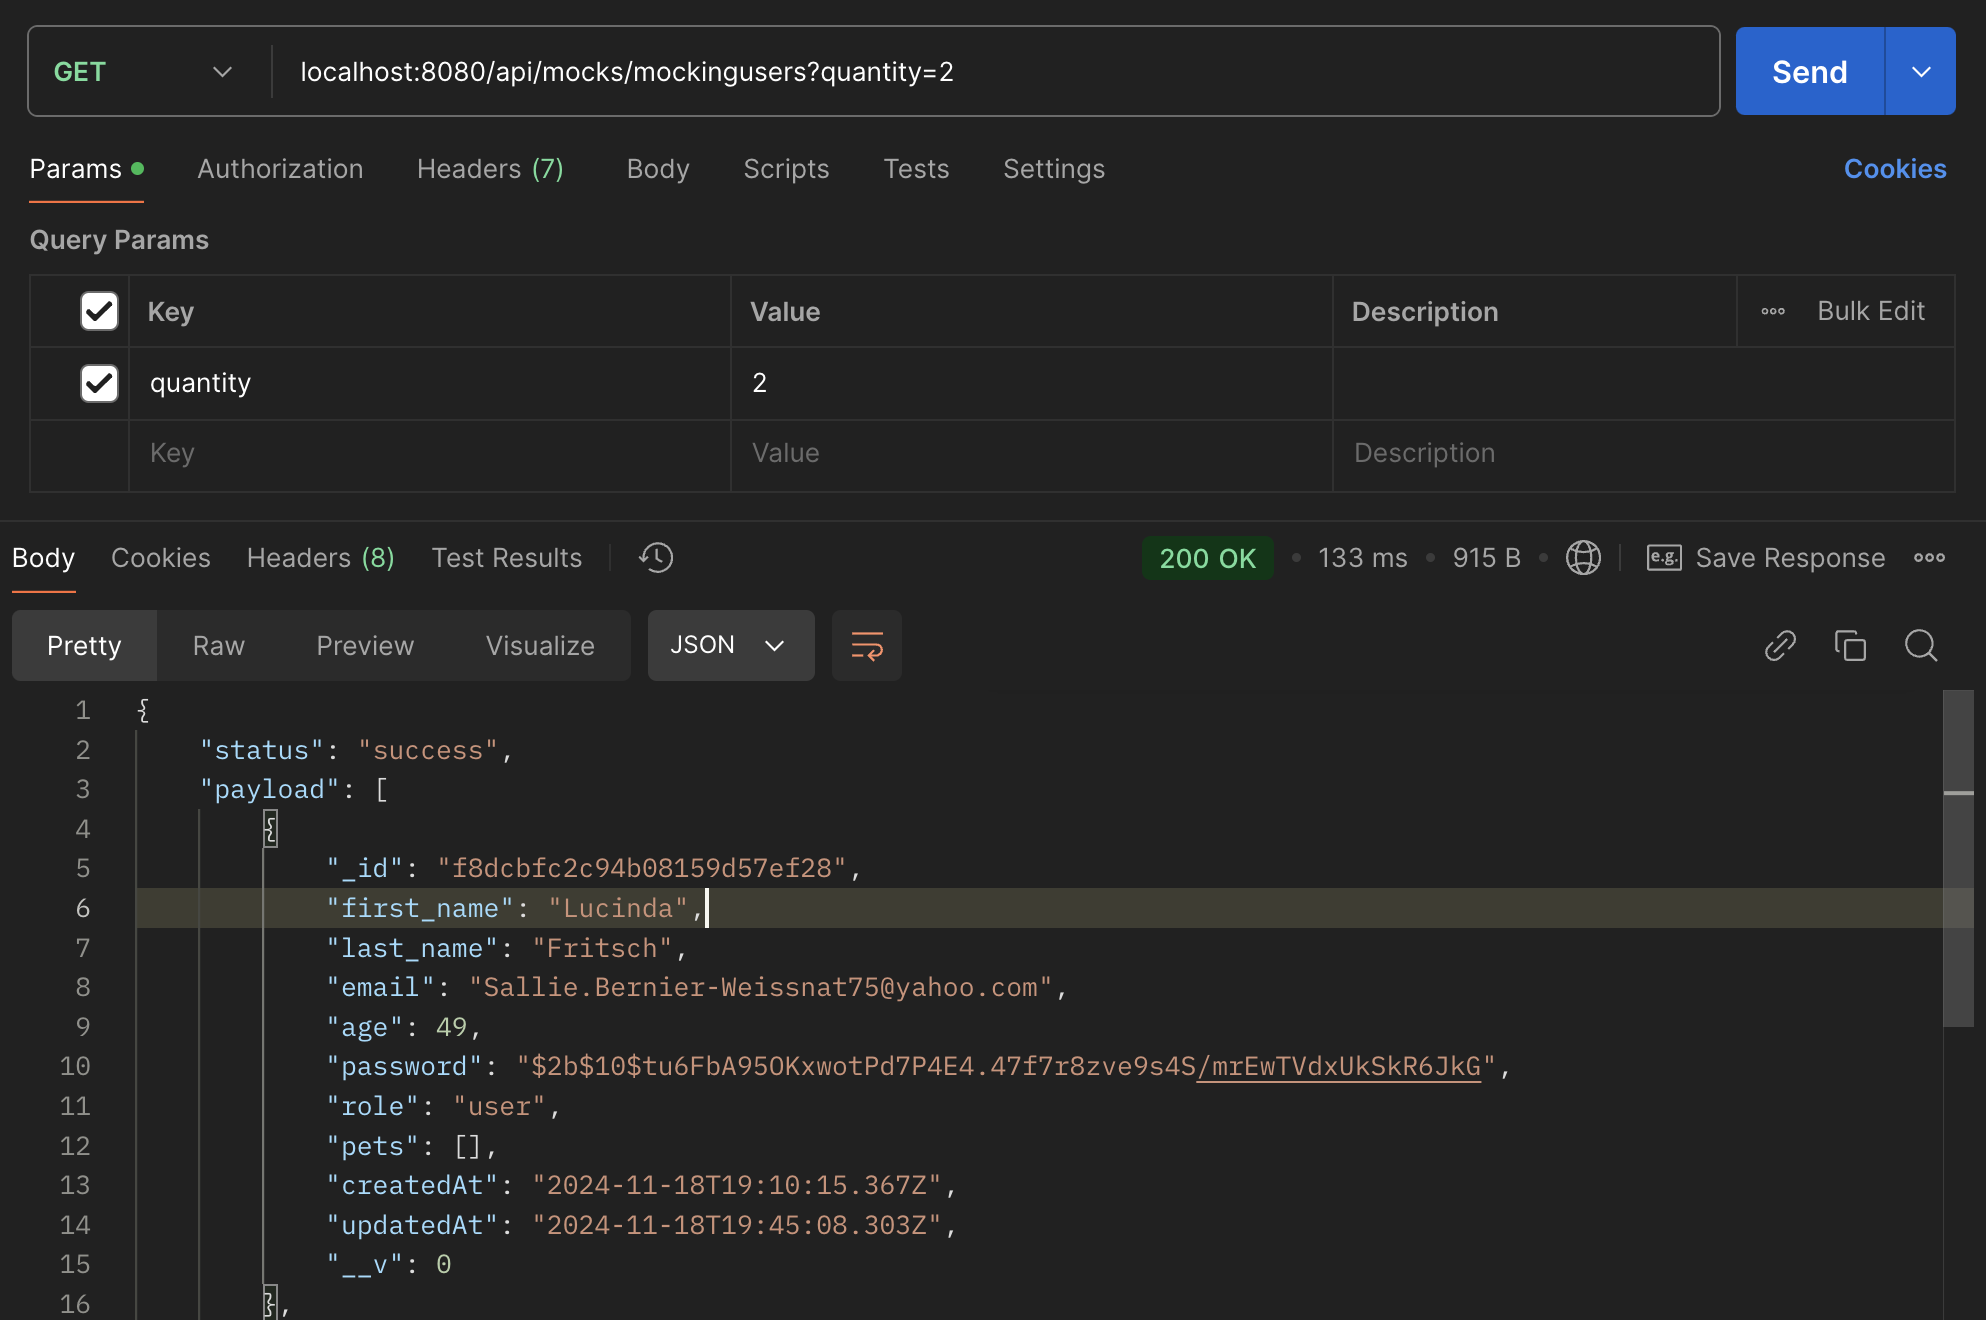 GET localhost:8080/api/mocks/mockingusers?quantity=2 Send
Params Authorization Headers (7) Body Scripts Tests Settings Cookies
Query Params
Key Value Description Bulk Edit
quantity 2
Key Value Description
Body Cookies Headers (8) Test Results 200 OK 133 ms 915 B e.g. Save Response
Pretty Raw Preview Visualize JSON
1 {
2 "status": "success",
3 "payload": [
4 {
5 "_id": "f8dcbfc2c94b08159d57ef28",
6 "first_name": "Lucinda",
7 "last_name": "Fritsch",
8 "email": "Sallie.Bernier-Weissnat75@yahoo.com",
9 "age": 49,
10 "password": "$2b$10$tu6FbA95OKxwotPd7P4E4.47f7r8zve9s4S/mrEwTVdxUkSkR6JkG",
11 "role": "user",
12 "pets": [],
13 "createdAt": "2024-11-18T19:10:15.367Z",
14 "updatedAt": "2024-11-18T19:45:08.303Z",
15 "__v": 0
16 },